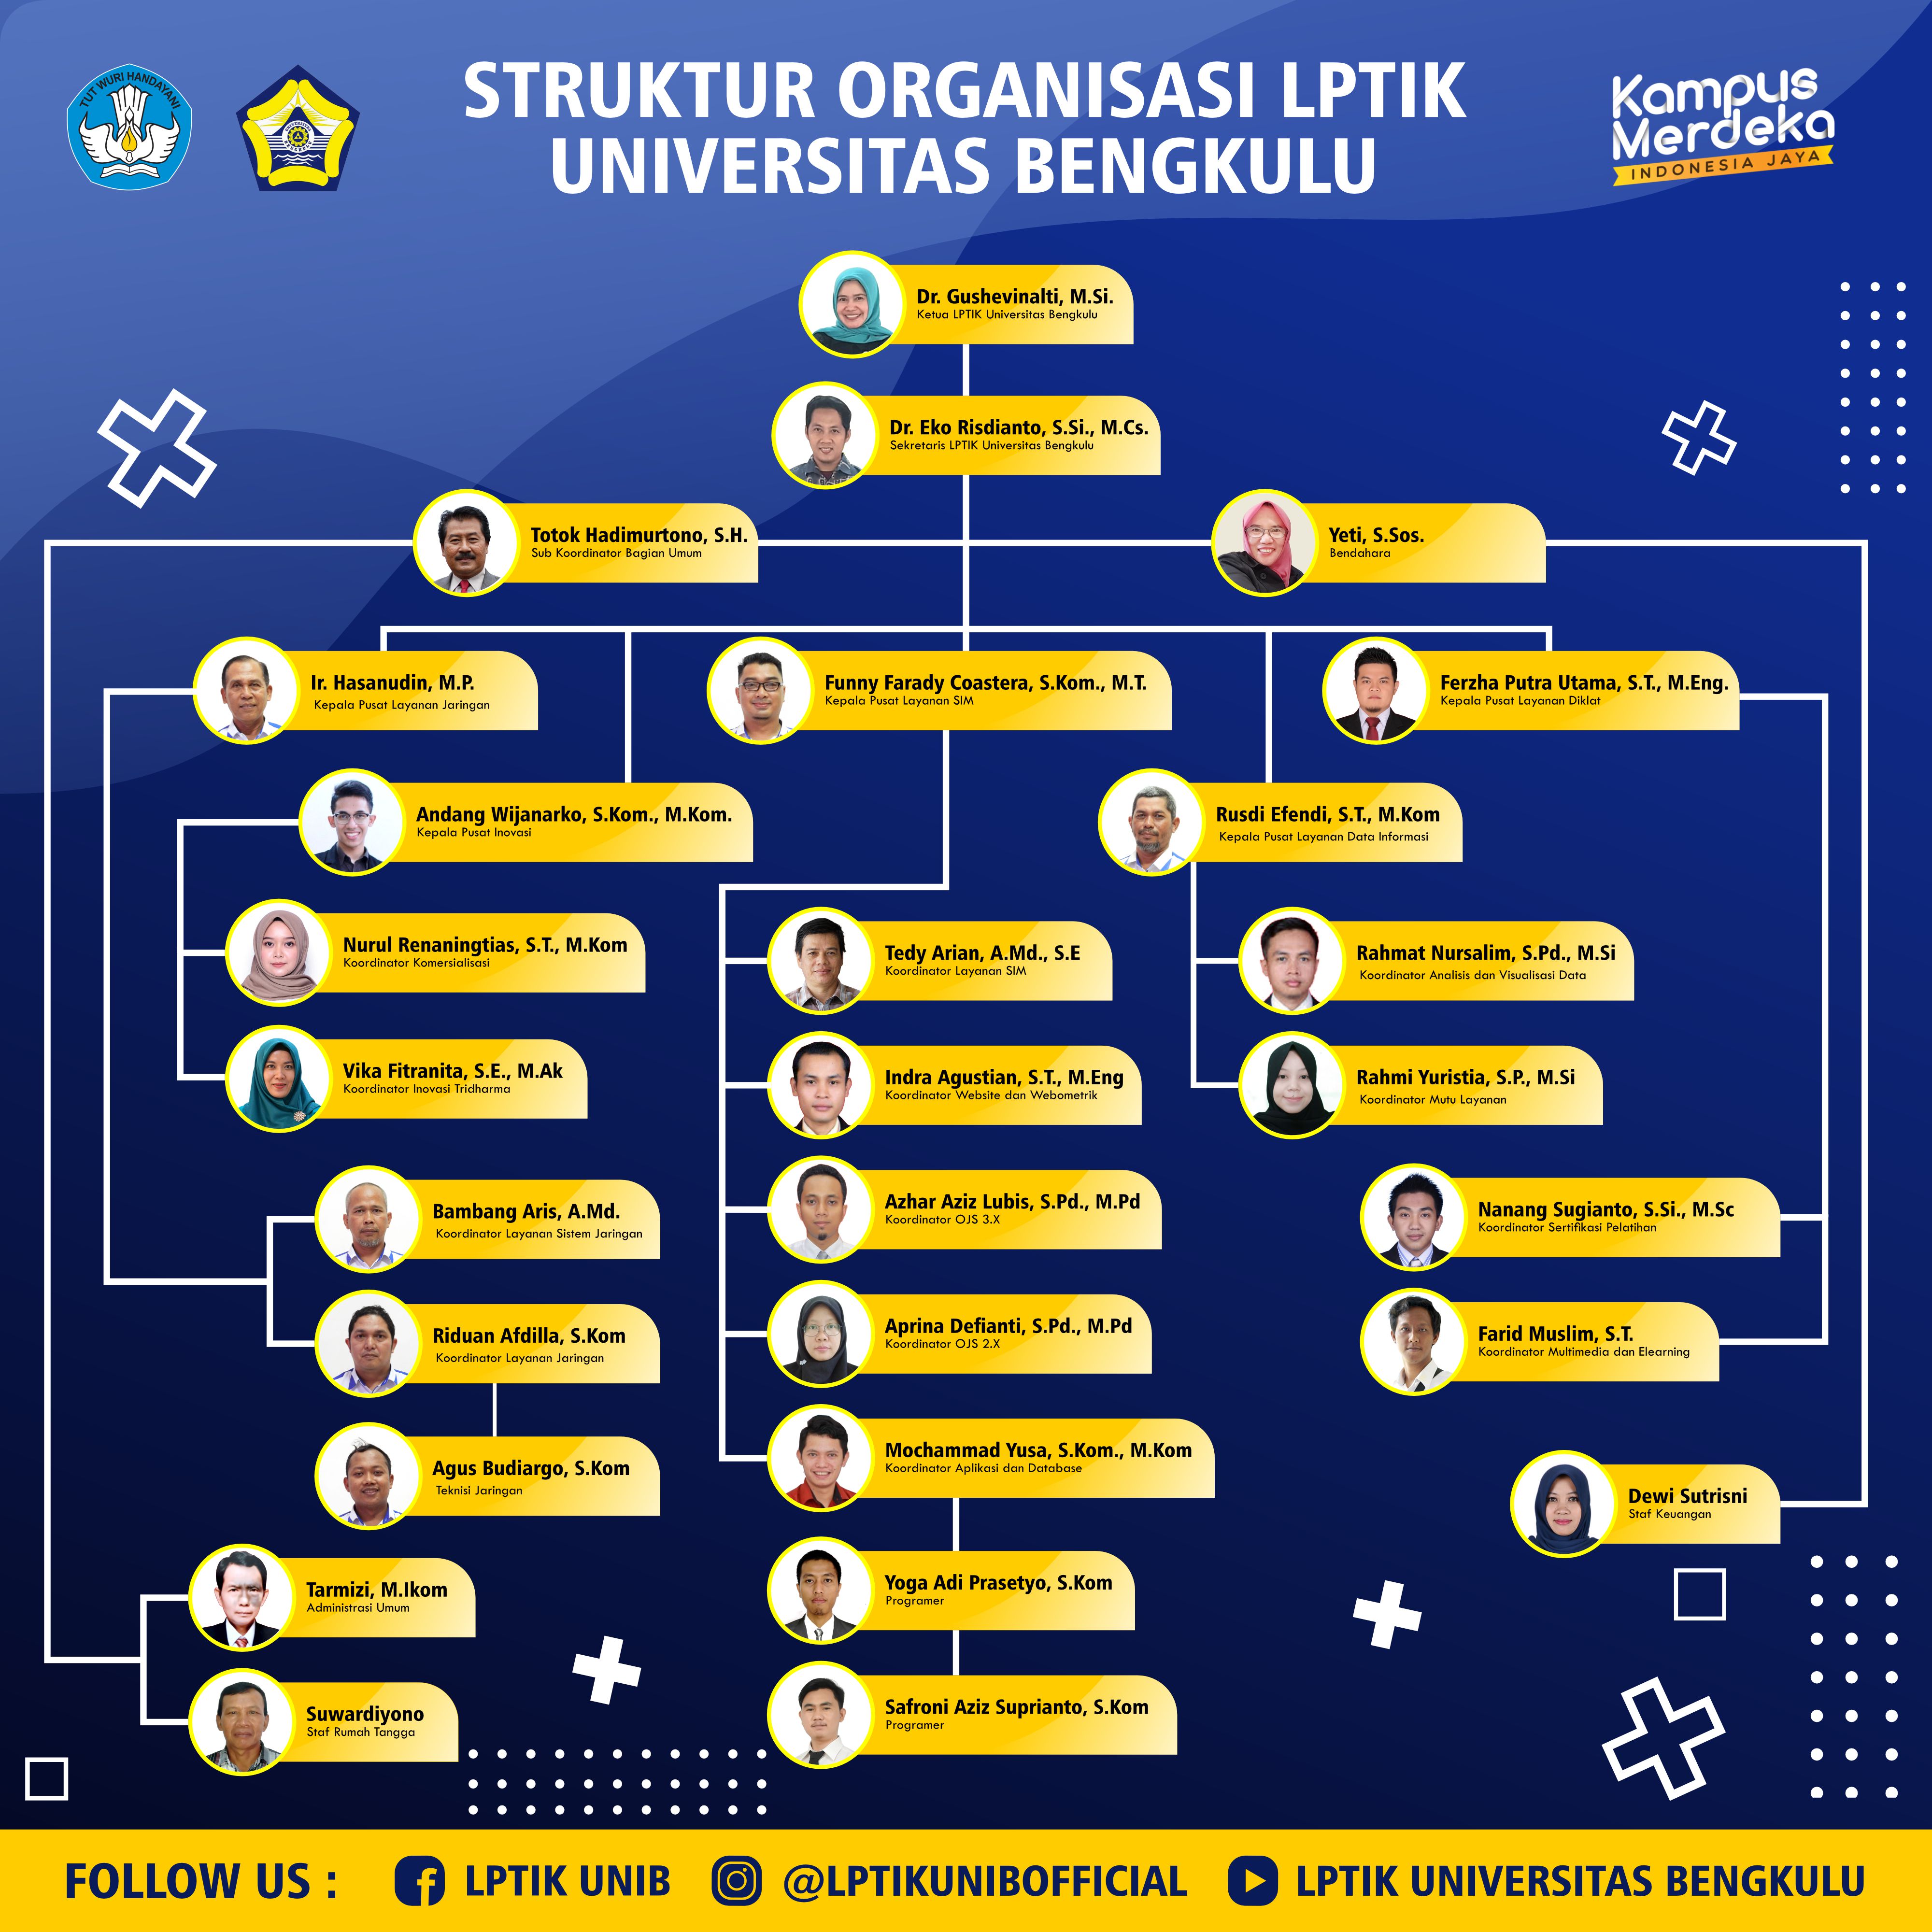 TUT WURI HANDAYANI
STRUKTUR ORGANISASI LPTIK
UNIVERSITAS BENGKULU
Kampus
Merdeka
INDONESIA JAYA
Dr. Gushevinalti, M.Si.
Ketua LPTIK Universitas Bengkulu
Dr. Eko Risdianto, S.Si., M.Cs.
Sekretaris LPTIK Universitas Bengkulu
Totok Hadimurtono, S.H.
Sub Koordinator Bagian Umum
Yeti, S.Sos.
Bendahara
Ir. Hasanudin, M.P.
Kepala Pusat Layanan Jaringan
Funny Farady Coastera, S.Kom., M.T.
Kepala Pusat Layanan SIM
Ferzha Putra Utama, S.T., M.Eng.
Kepala Pusat Layanan Diklat
Andang Wijanarko, S.Kom., M.Kom.
Kepala Pusat Inovasi
Rusdi Efendi, S.T., M.Kom
Kepala Pusat Layanan Data Informasi
Nurul Renaningtias, S.T., M.Kom
Koordinator Komersialisasi
Tedy Arian, A.Md., S.E
Koordinator Layanan SIM
Rahmat Nursalim, S.Pd., M.Si
Koordinator Analisis dan Visualisasi Data
Vika Fitranita, S.E., M.Ak
Koordinator Inovasi Tridharma
Indra Agustian, S.T., M.Eng
Koordinator Website dan Webometrik
Rahmi Yuristia, S.P., M.Si
Koordinator Mutu Layanan
Bambang Aris, A.Md.
Koordinator Layanan Sistem Jaringan
Azhar Aziz Lubis, S.Pd., M.Pd
Koordinator OJS 3.X
Nanang Sugianto, S.Si., M.Sc
Koordinator Sertifikasi Pelatihan
Riduan Afdilla, S.Kom
Koordinator Layanan Jaringan
Aprina Defianti, S.Pd., M.Pd
Koordinator OJS 2.X
Farid Muslim, S.T.
Koordinator Multimedia dan Elearning
Agus Budiargo, S.Kom
Teknisi Jaringan
Mochammad Yusa, S.Kom., M.Kom
Koordinator Aplikasi dan Database
Dewi Sutrisni
Staf Keuangan
Tarmizi, M.Ikom
Administrasi Umum
Yoga Adi Prasetyo, S.Kom
Programer
Suwardiyono
Staf Rumah Tangga
Safroni Aziz Suprianto, S.Kom
Programer
FOLLOW US : LPTIK UNIB @LPTIKUNIBOFFICIAL LPTIK UNIVERSITAS BENGKULU